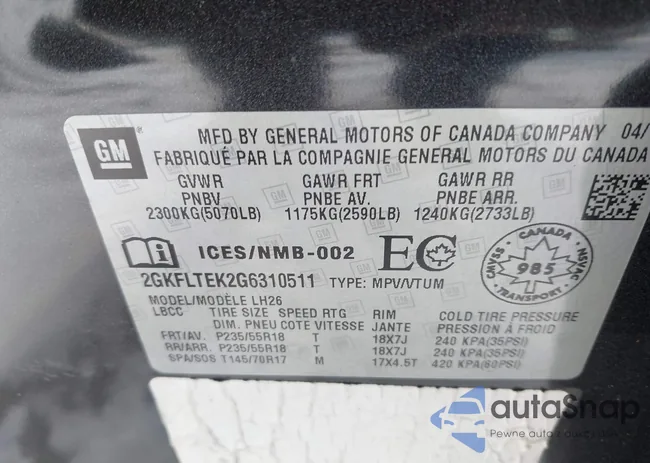 GM
MFD BY GENERAL MOTORS OF CANADA COMPANY 04/
FABRIQUÉ PAR LA COMPAGNIE GENERAL MOTORS DU CANADA
GVWR GAWR FRT GAWR RR
PNBV PNBE AV. PNBE ARR.
2300KG(5070LB) 1175KG(2590LB) 1240KG(2733LB)
ICES/NMB-002 EC
CANADA
CMVSS 985 NSVAC
TRANSPORT
2GKFLTEK2G6310511 TYPE: MPV/VTUM
MODEL/MODÈLE LH26
LBCC TIRE SIZE SPEED RTG RIM COLD TIRE PRESSURE
DIM. PNEU COTE VITESSE JANTE PRESSION À FROID
FRT/AV. P235/55R18 T 18X7J 240 KPA(35PSI)
RR/ARR. P235/55R18 T 18X7J 240 KPA(35PSI)
SPA/SOS T145/70R17 M 17X4.5T 420 KPA(60PSI)
autoSnap
Pewne auto i auctions